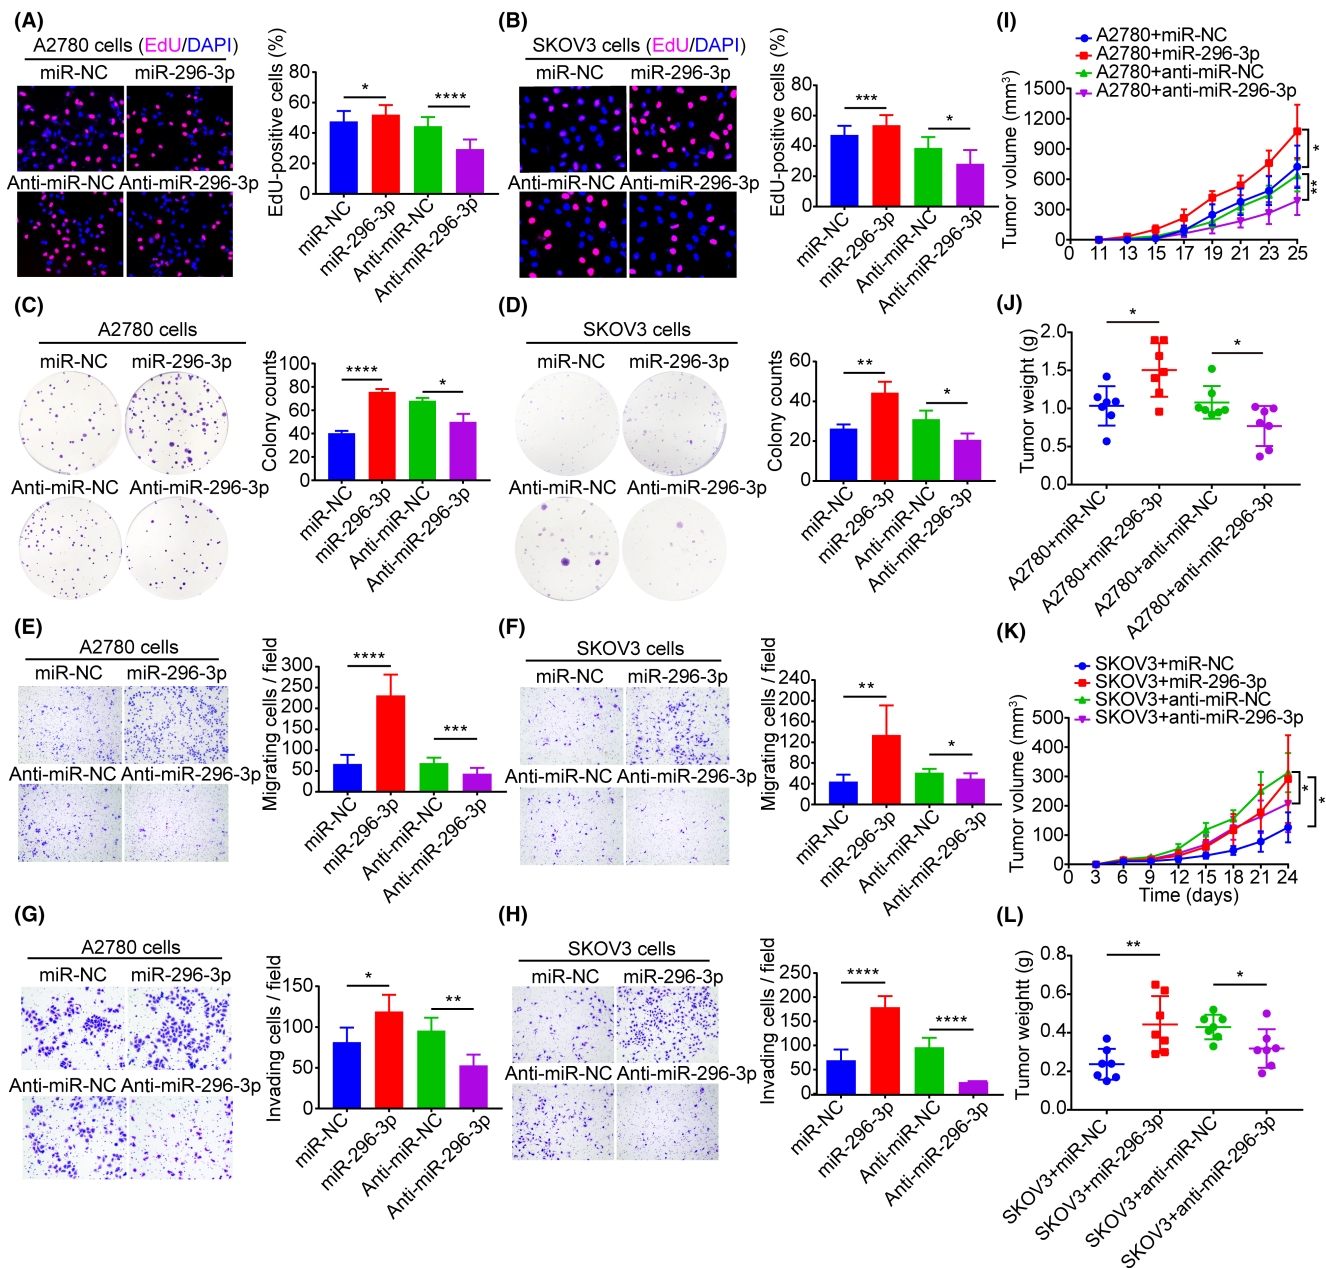 (A)
A2780 cells (EdU/DAPI)
miR-NC miR-296-3p
Anti-miR-NC Anti-miR-296-3p
EdU-positive cells (%)
80
60
40
20
0
* ****
miR-NC
miR-296-3p
Anti-miR-NC
Anti-miR-296-3p
(B)
SKOV3 cells (EdU/DAPI)
miR-NC miR-296-3p
Anti-miR-NC Anti-miR-296-3p
EdU-positive cells (%)
80
60
40
20
0
*** *
miR-NC
miR-296-3p
Anti-miR-NC
Anti-miR-296-3p
(I)
A2780+miR-NC
A2780+miR-296-3p
A2780+anti-miR-NC
A2780+anti-miR-296-3p
Tumor volume (mm³)
1500
1200
900
600
300
0
0 11 13 15 17 19 21 23 25
*
**
(C)
A2780 cells
miR-NC miR-296-3p
Anti-miR-NC Anti-miR-296-3p
Colony counts
100
80
60
40
20
0
**** *
miR-NC
miR-296-3p
Anti-miR-NC
Anti-miR-296-3p
(D)
SKOV3 cells
miR-NC miR-296-3p
Anti-miR-NC Anti-miR-296-3p
Colony counts
60
40
20
0
** *
miR-NC
miR-296-3p
Anti-miR-NC
Anti-miR-296-3p
(J)
Tumor weight (g)
2.0
1.5
1.0
0.5
0.0
* *
A2780+miR-NC
A2780+miR-296-3p
A2780+anti-miR-NC
A2780+anti-miR-296-3p
(E)
A2780 cells
miR-NC miR-296-3p
Anti-miR-NC Anti-miR-296-3p
Migrating cells / field
300
250
200
150
100
50
0
**** ***
miR-NC
miR-296-3p
Anti-miR-NC
Anti-miR-296-3p
(F)
SKOV3 cells
miR-NC miR-296-3p
Anti-miR-NC Anti-miR-296-3p
Migrating cells / field
240
200
160
120
80
40
0
** *
miR-NC
miR-296-3p
Anti-miR-NC
Anti-miR-296-3p
(K)
SKOV3+miR-NC
SKOV3+miR-296-3p
SKOV3+anti-miR-NC
SKOV3+anti-miR-296-3p
Tumor volume (mm³)
500
400
300
200
100
0
0 3 6 9 12 15 18 21 24
Time (days)
*
*
(G)
A2780 cells
miR-NC miR-296-3p
Anti-miR-NC Anti-miR-296-3p
Invading cells / field
150
100
50
0
* **
miR-NC
miR-296-3p
Anti-miR-NC
Anti-miR-296-3p
(H)
SKOV3 cells
miR-NC miR-296-3p
Anti-miR-NC Anti-miR-296-3p
Invading cells / field
250
200
150
100
50
0
**** ****
miR-NC
miR-296-3p
Anti-miR-NC
Anti-miR-296-3p
(L)
Tumor weightt (g)
0.8
0.6
0.4
0.2
0.0
** *
SKOV3+miR-NC
SKOV3+miR-296-3p
SKOV3+anti-miR-NC
SKOV3+anti-miR-296-3p